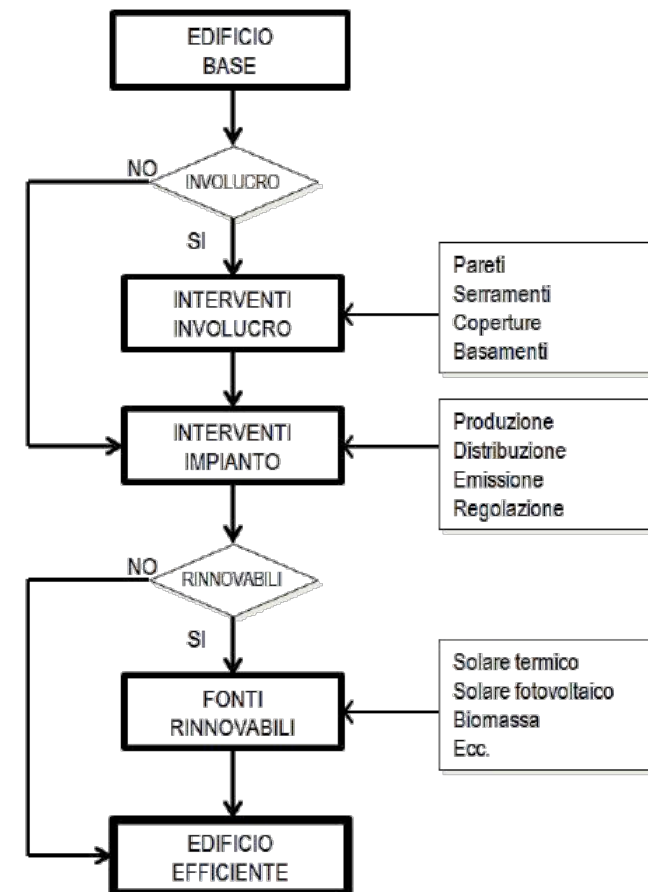 EDIFICIO
BASE
NO
INVOLUCRO
SI
INTERVENTI
INVOLUCRO
Pareti
Serramenti
Coperture
Basamenti
INTERVENTI
IMPIANTO
Produzione
Distribuzione
Emissione
Regolazione
NO
RINNOVABILI
SI
FONTI
RINNOVABILI
Solare termico
Solare fotovoltaico
Biomassa
Ecc.
EDIFICIO
EFFICIENTE